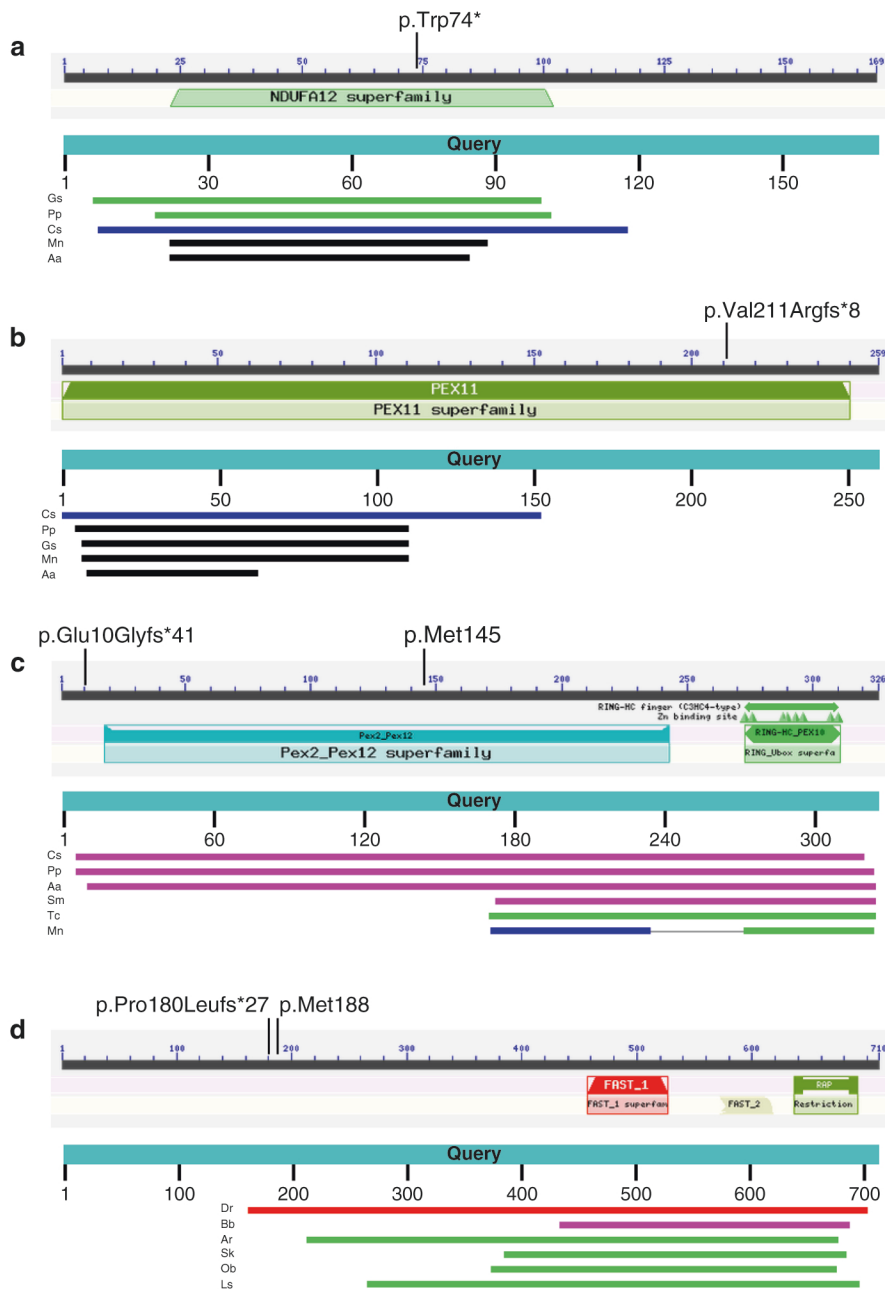 a
p.Trp74*
1 25 50 75 100 125 150 169
NDUFA12 superfamily
Query
1 30 60 90 120 150
Gs
Pp
Cs
Mn
Aa
b
p.Val211Argfs*8
1 50 100 150 200 259
PEX11
PEX11 superfamily
Query
1 50 100 150 200 250
Cs
Pp
Gs
Mn
Aa
c
p.Glu10Glyfs*41 p.Met145
1 50 100 150 200 250 300 326
RING-HC finger (C3HC4-type)
Zn binding site
Pex2_Pex12 RING-HC_PEX10
Pex2_Pex12 superfamily RING_Ubox superfa
Query
1 60 120 180 240 300
Cs
Pp
Aa
Sm
Tc
Mn
d
p.Pro180Leufs*27 p.Met188
1 100 200 300 400 500 600 710
FAST_1 RAP
FAST_1 superfam FAST_2 Restriction
Query
1 100 200 300 400 500 600 700
Dr
Bb
Ar
Sk
Ob
Ls